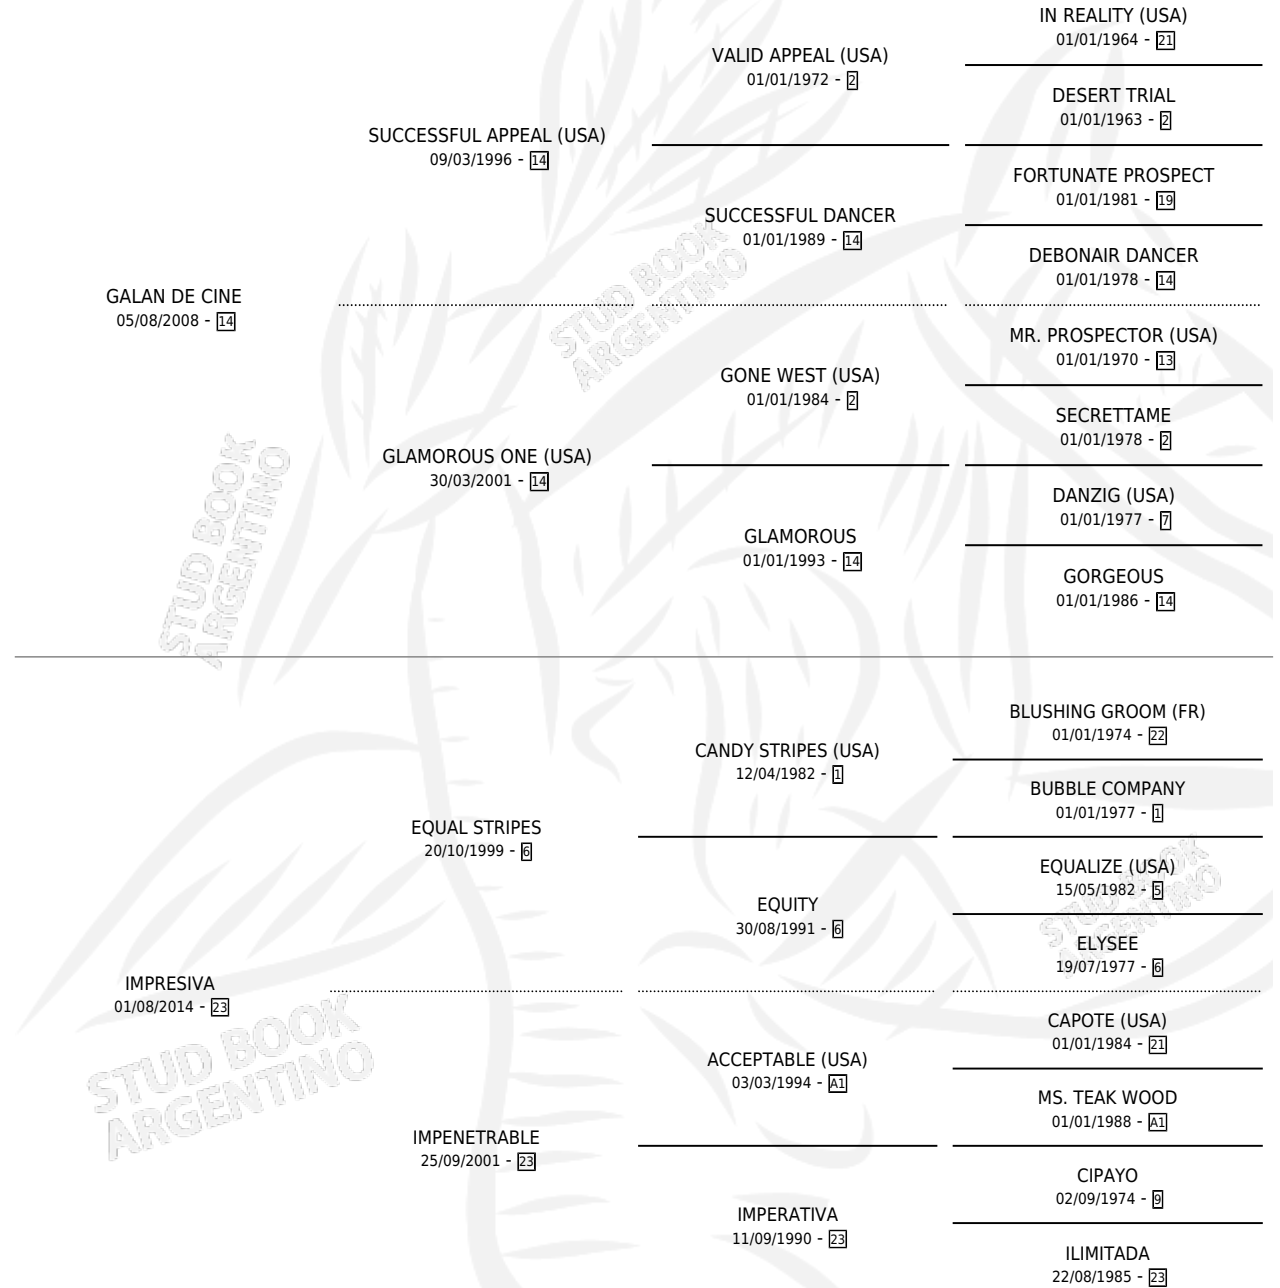 IN REALITY (USA)
01/01/1964 - 21
VALID APPEAL (USA)
01/01/1972 - 2
DESERT TRIAL
01/01/1963 - 2
SUCCESSFUL APPEAL (USA)
09/03/1996 - 14
FORTUNATE PROSPECT
01/01/1981 - 19
SUCCESSFUL DANCER
01/01/1989 - 14
DEBONAIR DANCER
01/01/1978 - 14
GALAN DE CINE
05/08/2008 - 14
STUD BOOK
ARGENTINO
MR. PROSPECTOR (USA)
01/01/1970 - 13
GONE WEST (USA)
01/01/1984 - 2
SECRETTAME
01/01/1978 - 2
GLAMOROUS ONE (USA)
30/03/2001 - 14
DANZIG (USA)
01/01/1977 - 7
GLAMOROUS
01/01/1993 - 14
GORGEOUS
01/01/1986 - 14
STUD BOOK
ARGENTINO
BLUSHING GROOM (FR)
01/01/1974 - 22
CANDY STRIPES (USA)
12/04/1982 - 1
BUBBLE COMPANY
01/01/1977 - 1
EQUAL STRIPES
20/10/1999 - 6
EQUALIZE (USA)
15/05/1982 - 5
EQUITY
30/08/1991 - 6
STUD BOOK
ARGENTINO
ELYSEE
19/07/1977 - 6
IMPRESIVA
01/08/2014 - 23
CAPOTE (USA)
01/01/1984 - 21
ACCEPTABLE (USA)
03/03/1994 - A1
STUD BOOK
ARGENTINO
MS. TEAK WOOD
01/01/1988 - A1
IMPENETRABLE
25/09/2001 - 23
CIPAYO
02/09/1974 - 9
IMPERATIVA
11/09/1990 - 23
ILIMITADA
22/08/1985 - 23